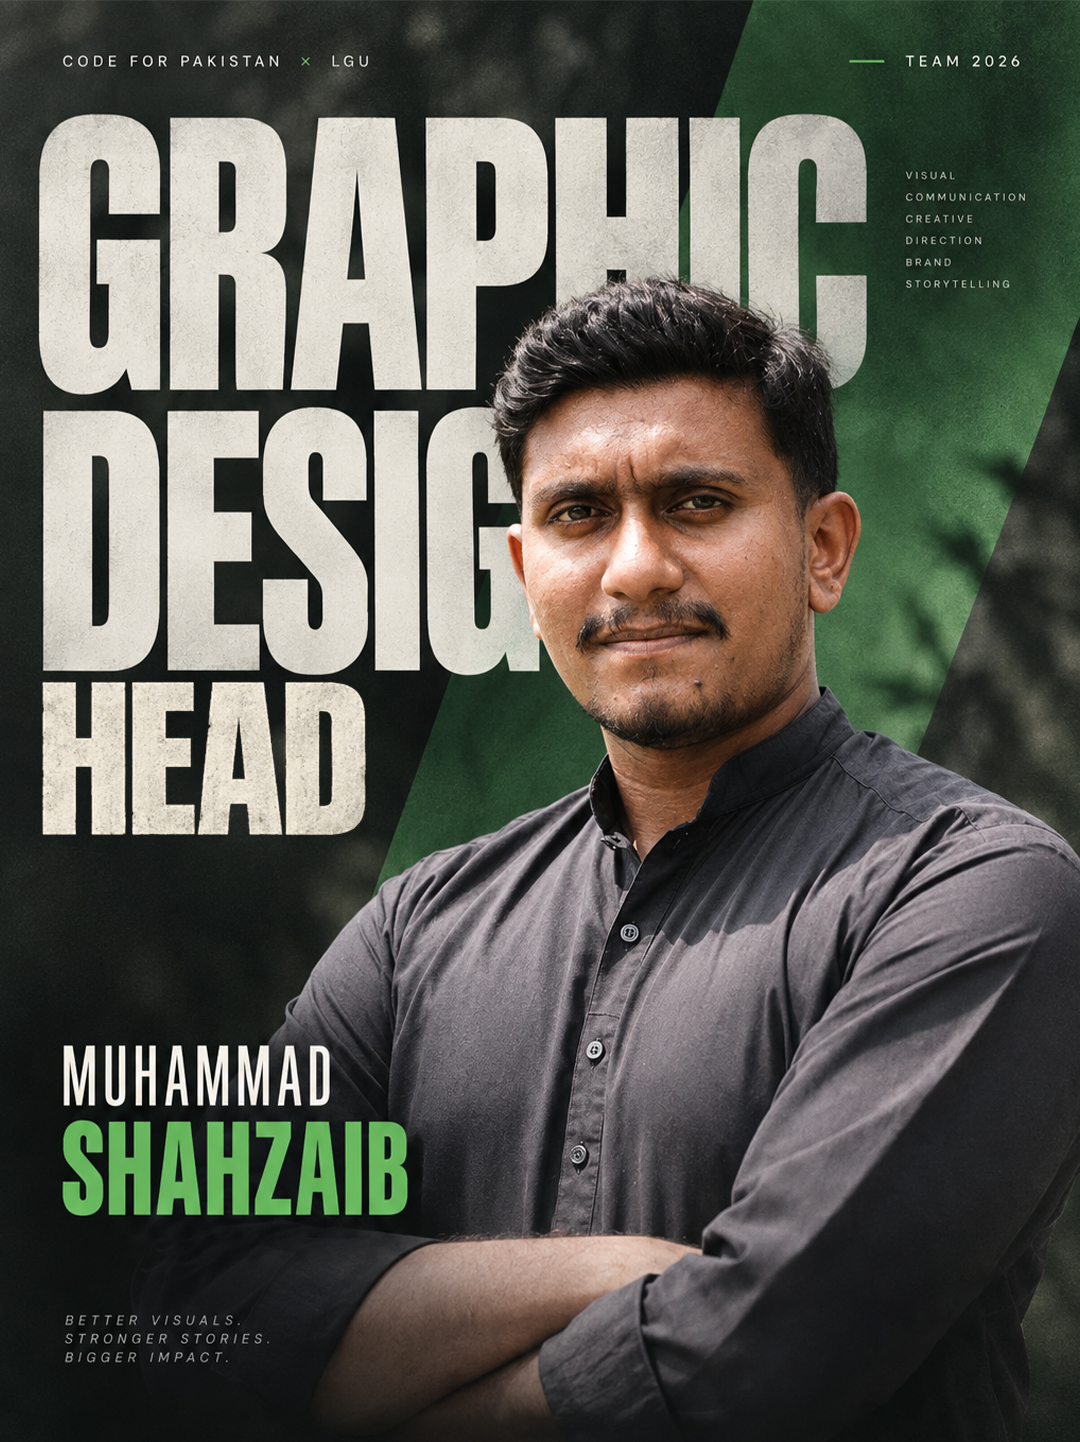 CODE FOR PAKISTAN × LGU
TEAM 2026
GRAPHIC
VISUAL
COMMUNICATION
CREATIVE
DIRECTION
BRAND
STORYTELLING
DESIG
HEAD
MUHAMMAD
SHAHZAIB
BETTER VISUALS.
STRONGER STORIES.
BIGGER IMPACT.